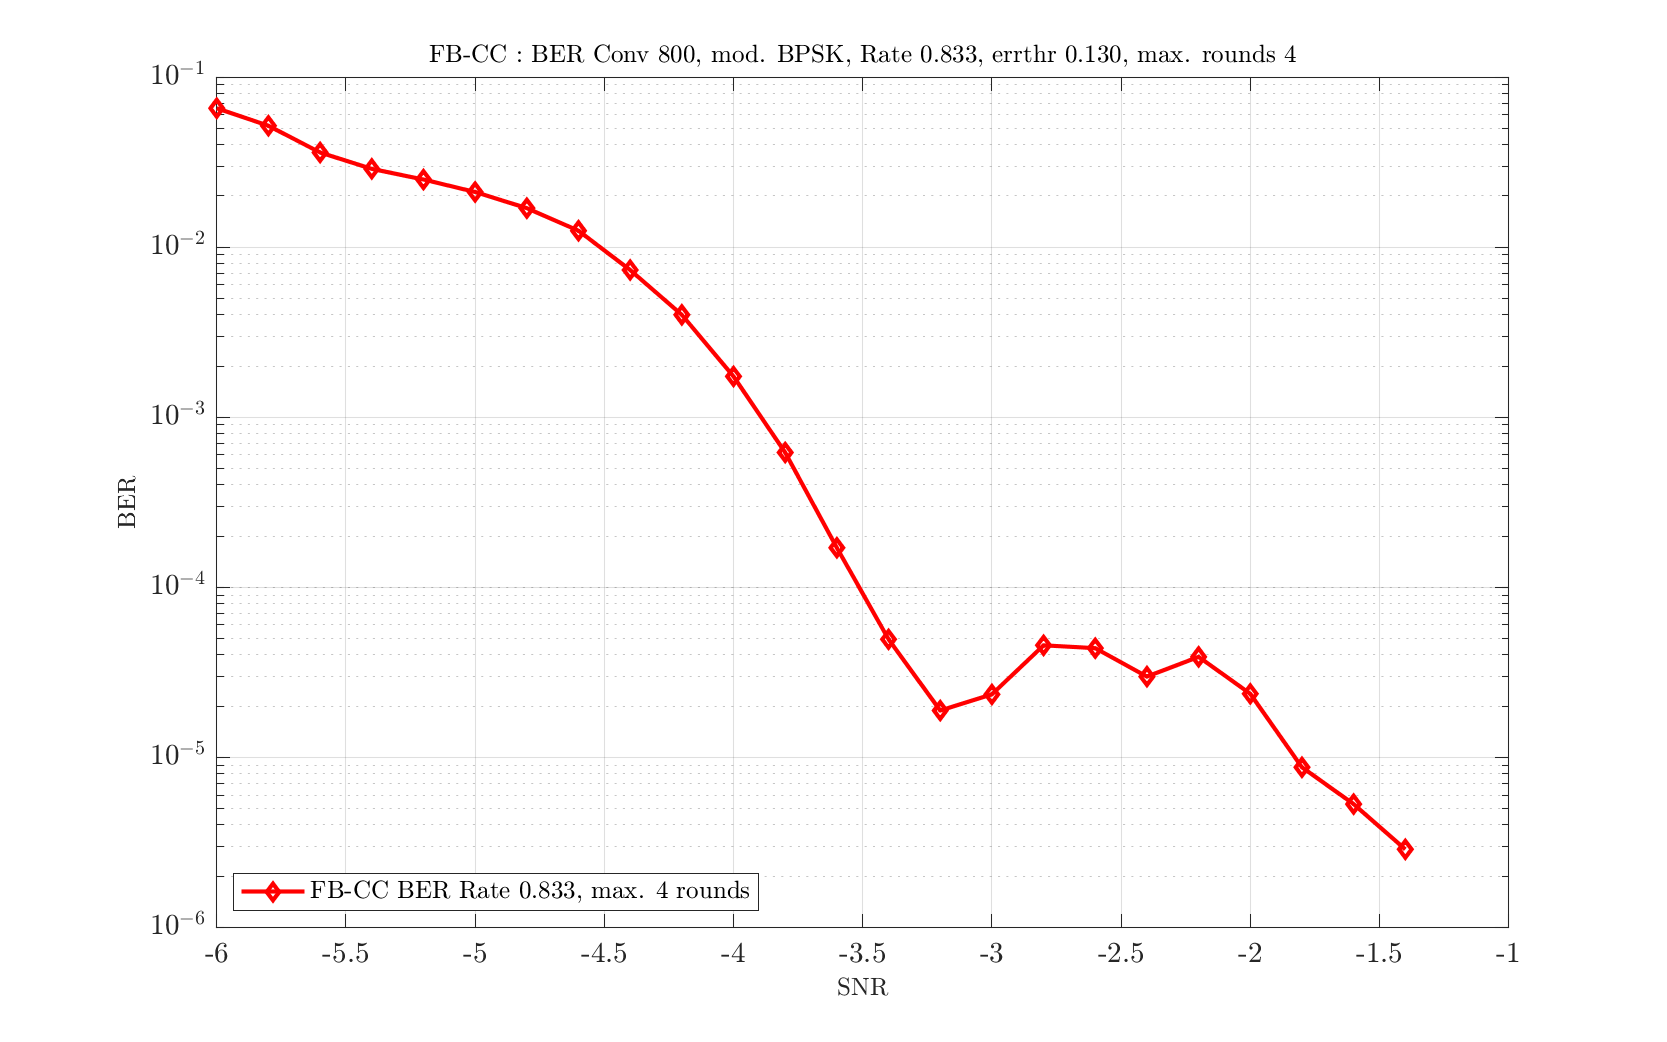 FB-CC : BER Conv 800, mod. BPSK, Rate 0.833, errthr 0.130, max. rounds 4
10⁻¹
10⁻²
10⁻³
10⁻⁴
10⁻⁵
10⁻⁶
BER
FB-CC BER Rate 0.833, max. 4 rounds
-6 -5.5 -5 -4.5 -4 -3.5 -3 -2.5 -2 -1.5 -1
SNR